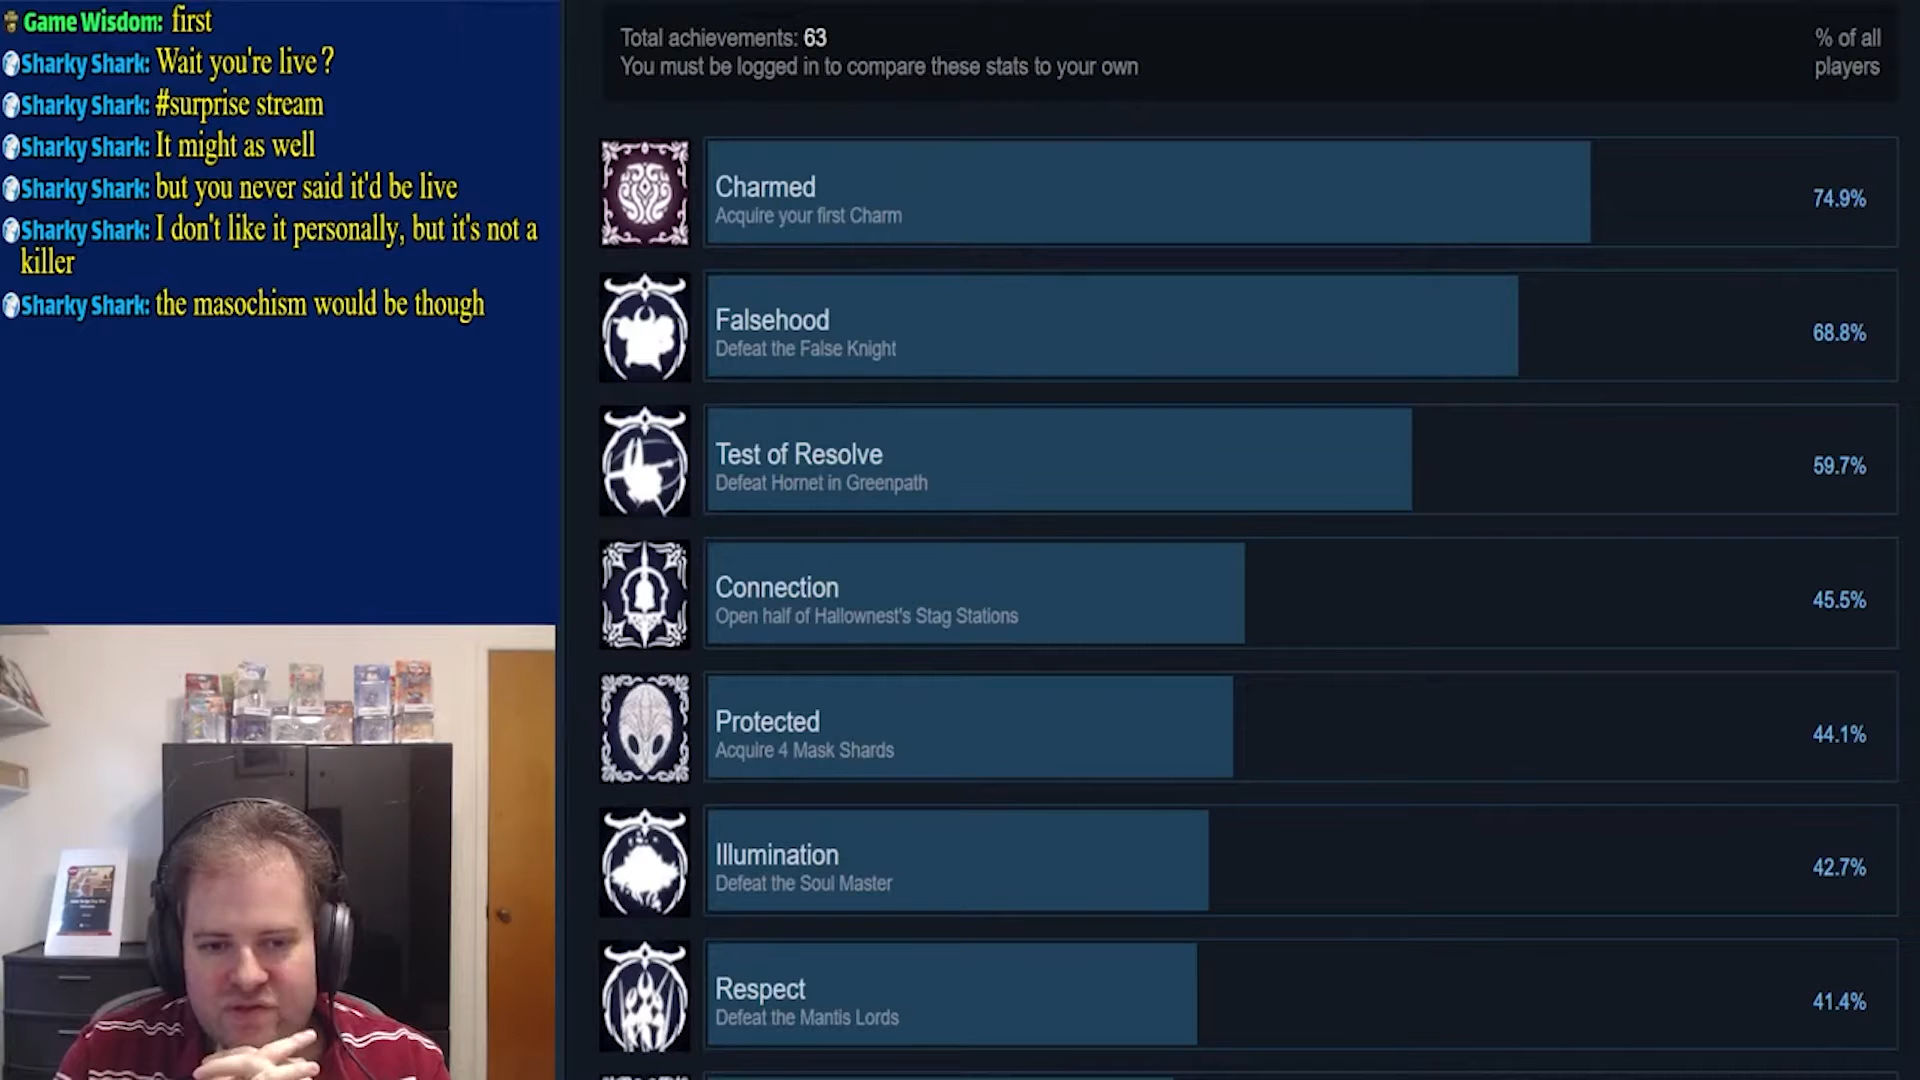 Game Wisdom: first
Sharky Shark: Wait you're live?
Sharky Shark: #surprise stream
Sharky Shark: It might as well
Sharky Shark: but you never said it'd be live
Sharky Shark: I don't like it personally, but it's not a
killer
Sharky Shark: the masochism would be though
Total achievements: 63
You must be logged in to compare these stats to your own
% of all
players
Charmed
Acquire your first Charm
74.9%
Falsehood
Defeat the False Knight
68.8%
Test of Resolve
Defeat Hornet in Greenpath
59.7%
Connection
Open half of Hallownest's Stag Stations
45.5%
Protected
Acquire 4 Mask Shards
44.1%
Illumination
Defeat the Soul Master
42.7%
Respect
Defeat the Mantis Lords
41.4%